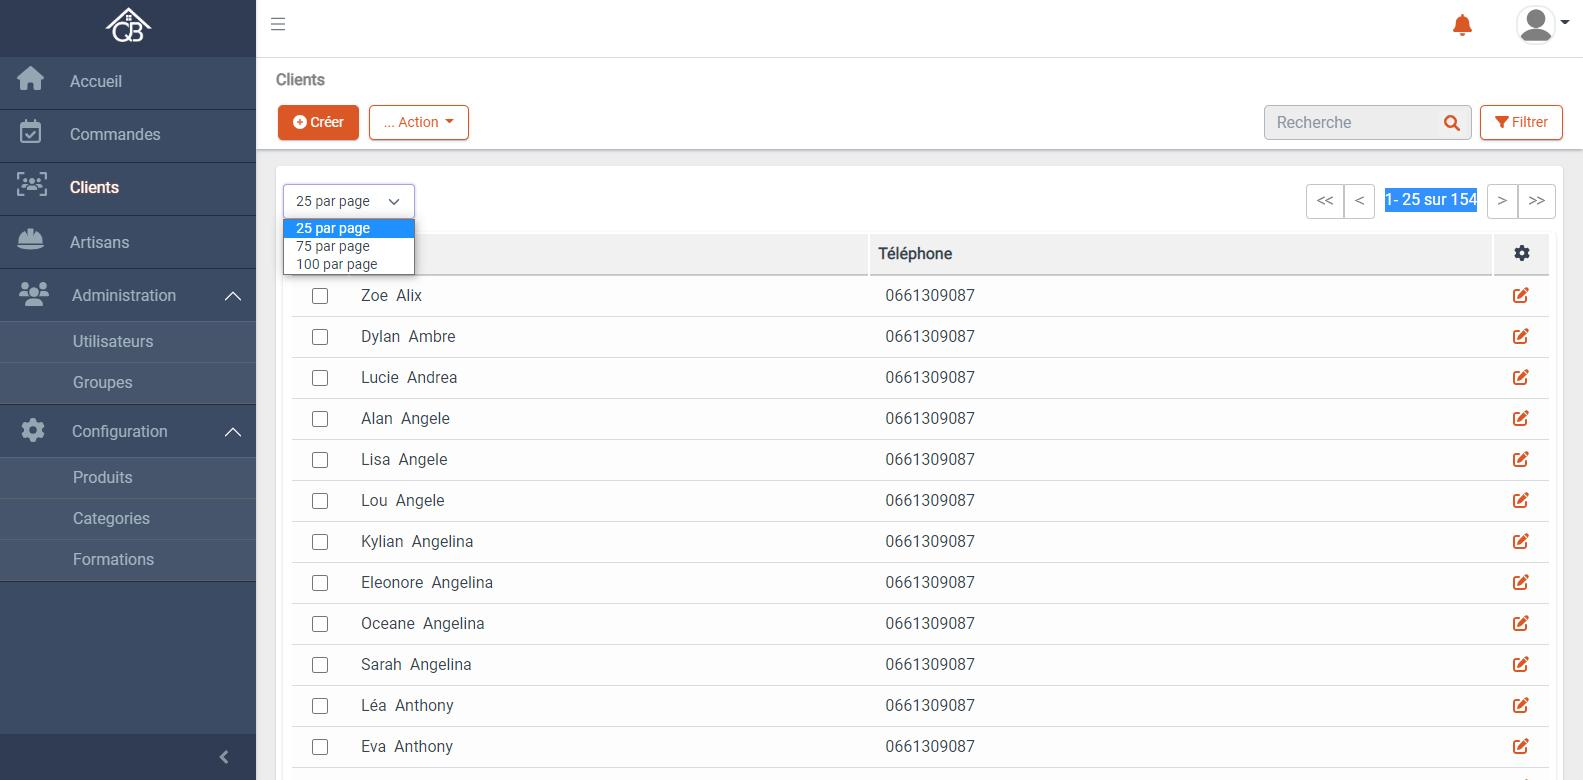 QB
Accueil
Commandes
Clients
Artisans
Administration
Utilisateurs
Groupes
Configuration
Produits
Categories
Formations
Clients
Créer
... Action
Recherche
Filtrer
25 par page
25 par page
75 par page
100 par page
<< < 1- 25 sur 154 > >>
Téléphone
Zoe Alix 0661309087
Dylan Ambre 0661309087
Lucie Andrea 0661309087
Alan Angele 0661309087
Lisa Angele 0661309087
Lou Angele 0661309087
Kylian Angelina 0661309087
Eleonore Angelina 0661309087
Oceane Angelina 0661309087
Sarah Angelina 0661309087
Léa Anthony 0661309087
Eva Anthony 0661309087